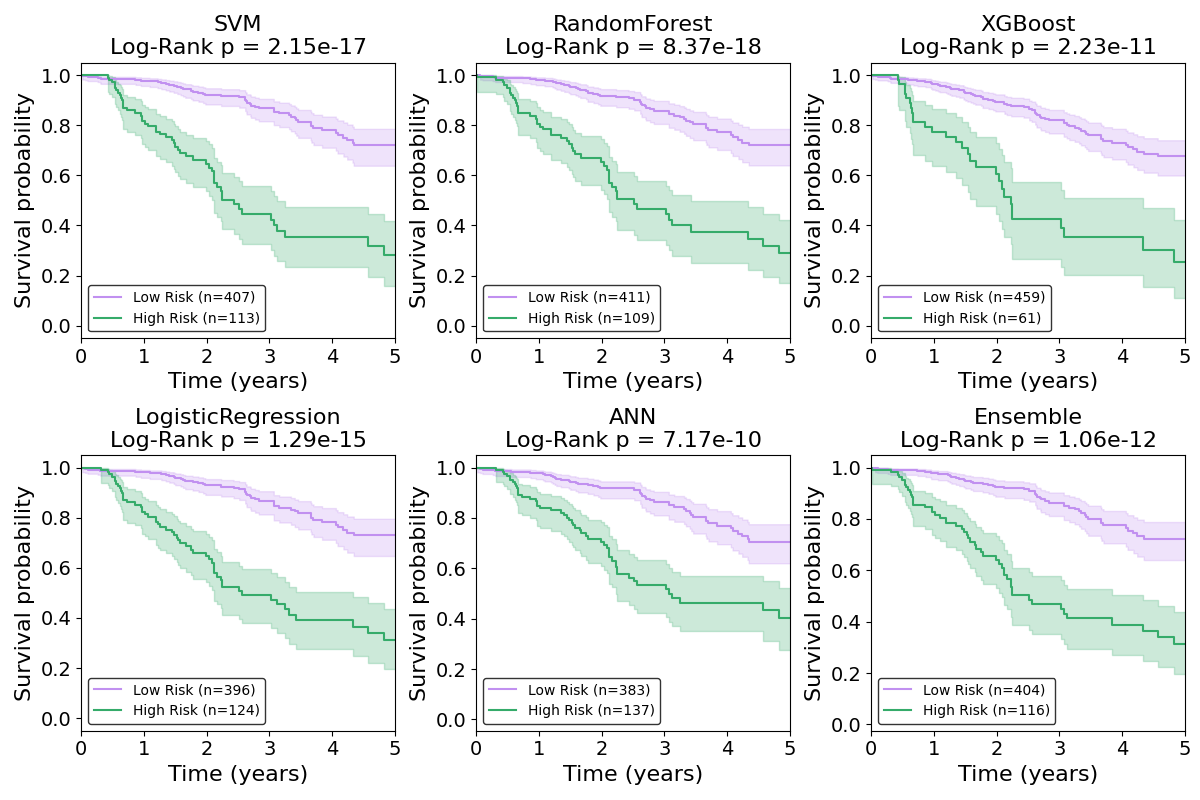 SVM
Log-Rank p = 2.15e-17
Survival probability
1.0
0.8
0.6
0.4
0.2
0.0
Low Risk (n=407)
High Risk (n=113)
0 1 2 3 4 5
Time (years)
RandomForest
Log-Rank p = 8.37e-18
Survival probability
1.0
0.8
0.6
0.4
0.2
0.0
Low Risk (n=411)
High Risk (n=109)
0 1 2 3 4 5
Time (years)
XGBoost
Log-Rank p = 2.23e-11
Survival probability
1.0
0.8
0.6
0.4
0.2
0.0
Low Risk (n=459)
High Risk (n=61)
0 1 2 3 4 5
Time (years)
LogisticRegression
Log-Rank p = 1.29e-15
Survival probability
1.0
0.8
0.6
0.4
0.2
0.0
Low Risk (n=396)
High Risk (n=124)
0 1 2 3 4 5
Time (years)
ANN
Log-Rank p = 7.17e-10
Survival probability
1.0
0.8
0.6
0.4
0.2
0.0
Low Risk (n=383)
High Risk (n=137)
0 1 2 3 4 5
Time (years)
Ensemble
Log-Rank p = 1.06e-12
Survival probability
1.0
0.8
0.6
0.4
0.2
0.0
Low Risk (n=404)
High Risk (n=116)
0 1 2 3 4 5
Time (years)